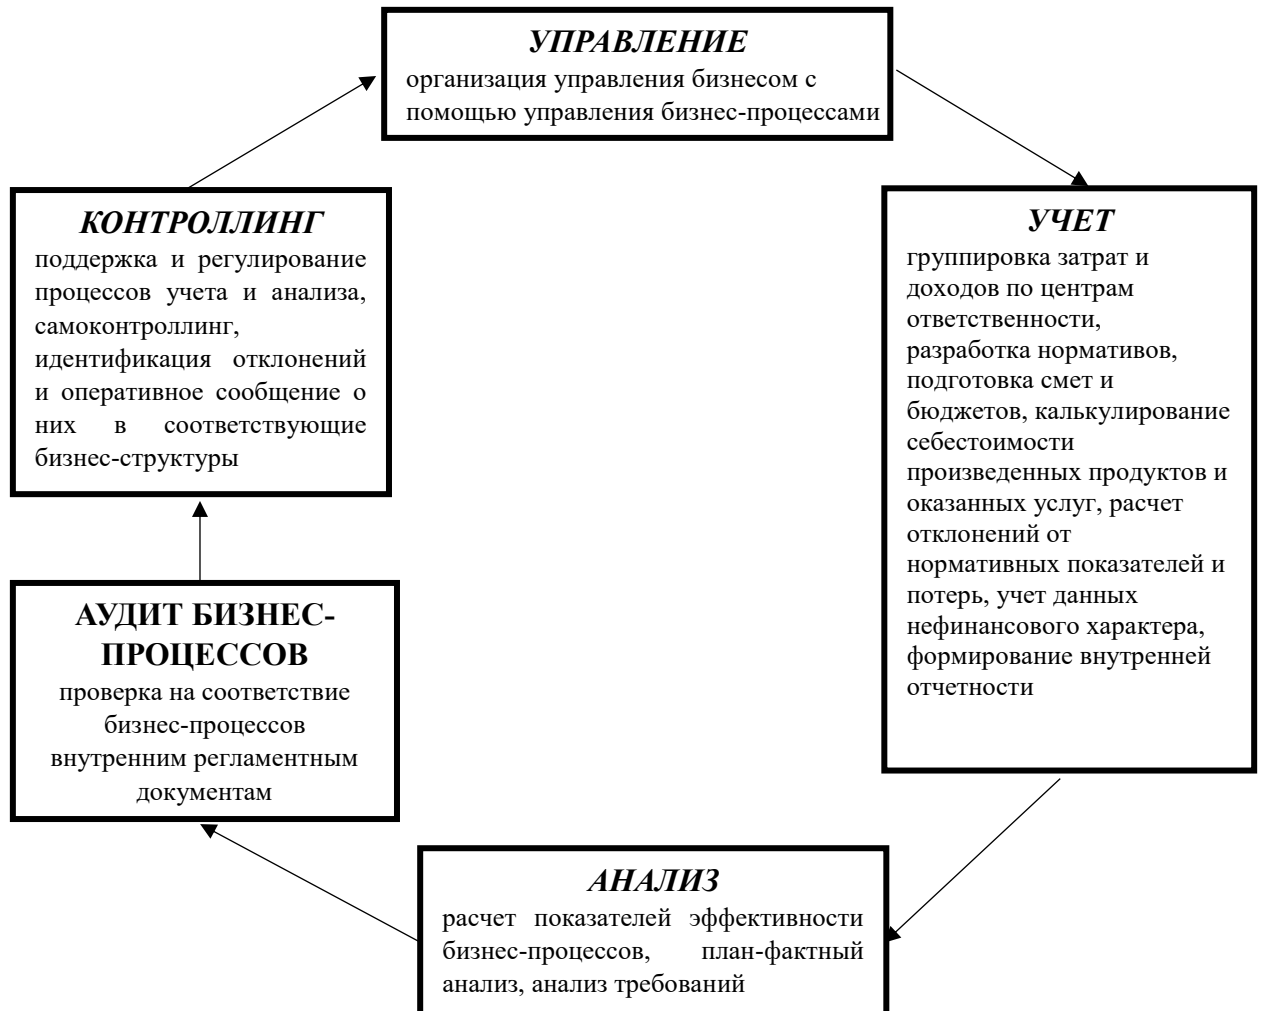 УПРАВЛЕНИЕ
организация управления бизнесом с
помощью управления бизнес-процессами
КОНТРОЛЛИНГ
поддержка и регулирование
процессов учета и анализа,
самоконтроллинг,
идентификация отклонений
и оперативное сообщение о
них в соответствующие
бизнес-структуры
УЧЕТ
группировка затрат и
доходов по центрам
ответственности,
разработка нормативов,
подготовка смет и
бюджетов, калькулирование
себестоимости
произведенных продуктов и
оказанных услуг, расчет
отклонений от
нормативных показателей и
потерь, учет данных
нефинансового характера,
формирование внутренней
отчетности
АУДИТ БИЗНЕС-
ПРОЦЕССОВ
проверка на соответствие
бизнес-процессов
внутренним регламентным
документам
АНАЛИЗ
расчет показателей эффективности
бизнес-процессов, план-фактный
анализ, анализ требований